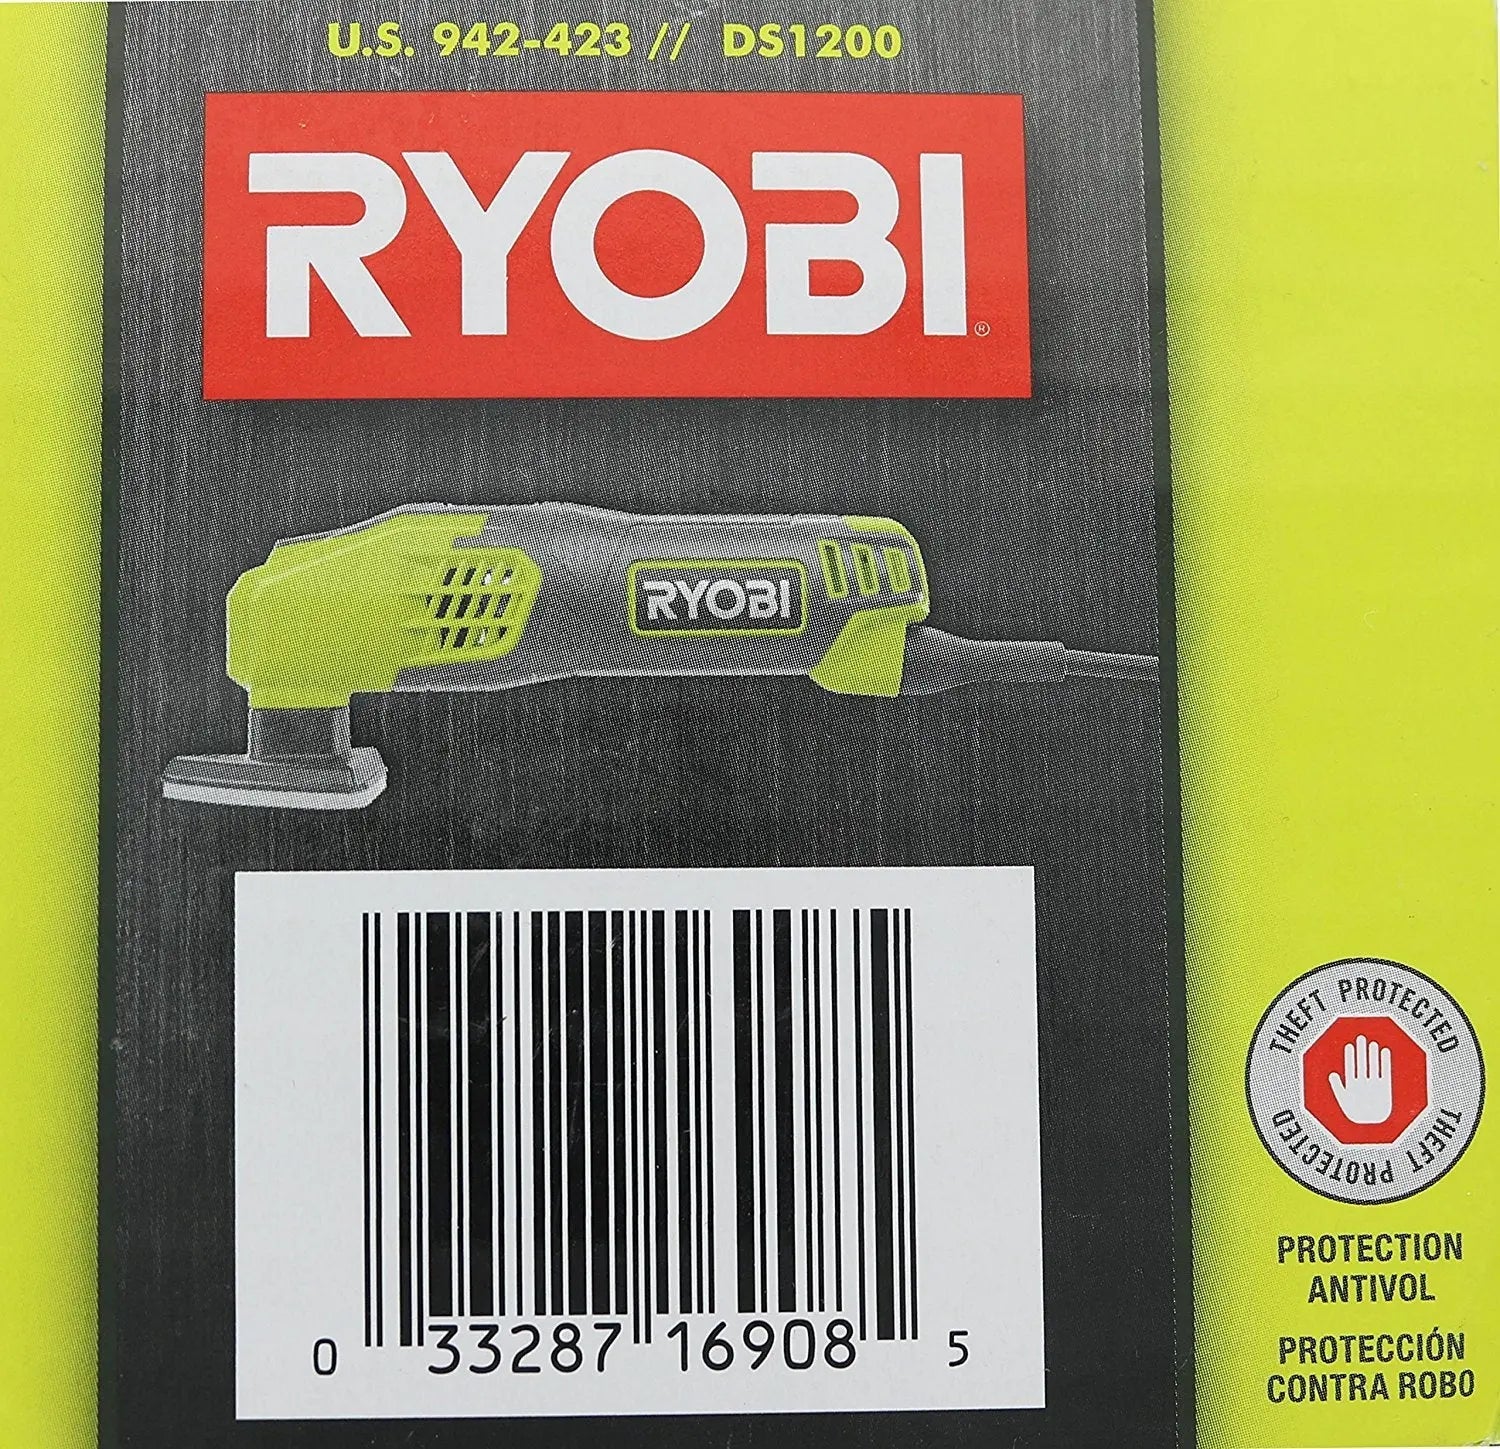 U.S. 942-423 // DS1200
RYOBI®
RYOBI
0 33287 16908 5
THEFT PROTECTED
THEFT PROTECTED
PROTECTION
ANTIVOL
PROTECCIÓN
CONTRA ROBO